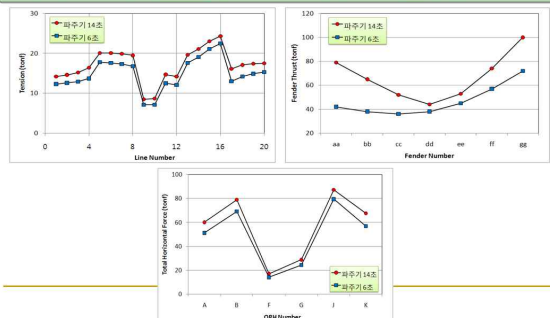 Tension (tonf)
30
20
10
0
파주기 14초
파주기 6초
0 4 8 12 16 20
Line Number
Fender Thrust (tonf)
120
100
80
60
40
20
파주기 14초
파주기 6초
aa bb cc dd ee ff gg
Fender Number
Total Horizontal Force (tonf)
100
80
60
40
20
0
파주기 14초
파주기 6초
A B F G J K
QRH Number